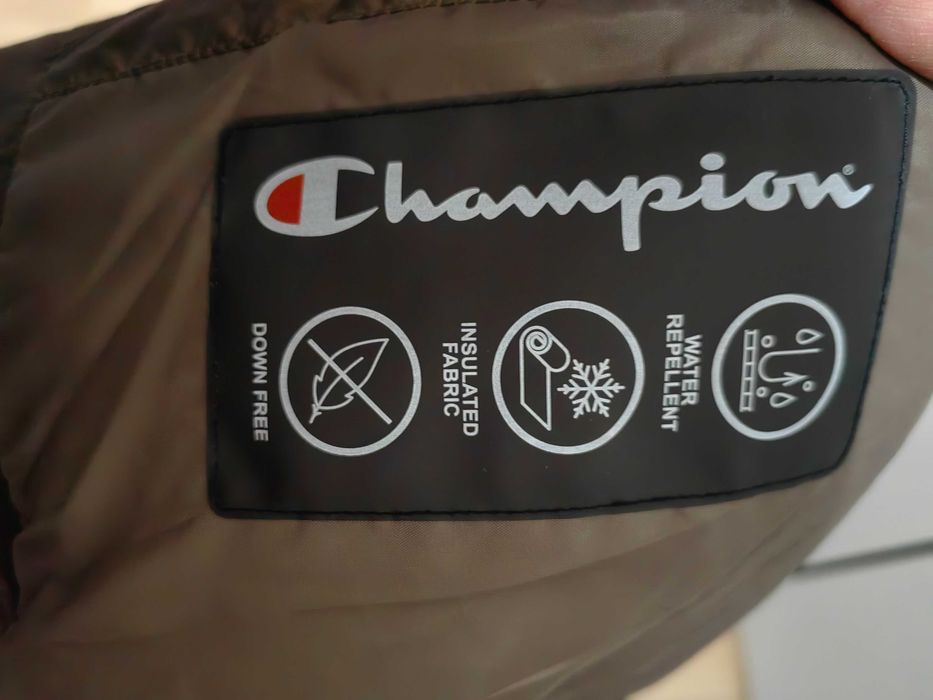 Champion
WATER
REPELLENT
INSULATED
FABRIC
DOWN FREE